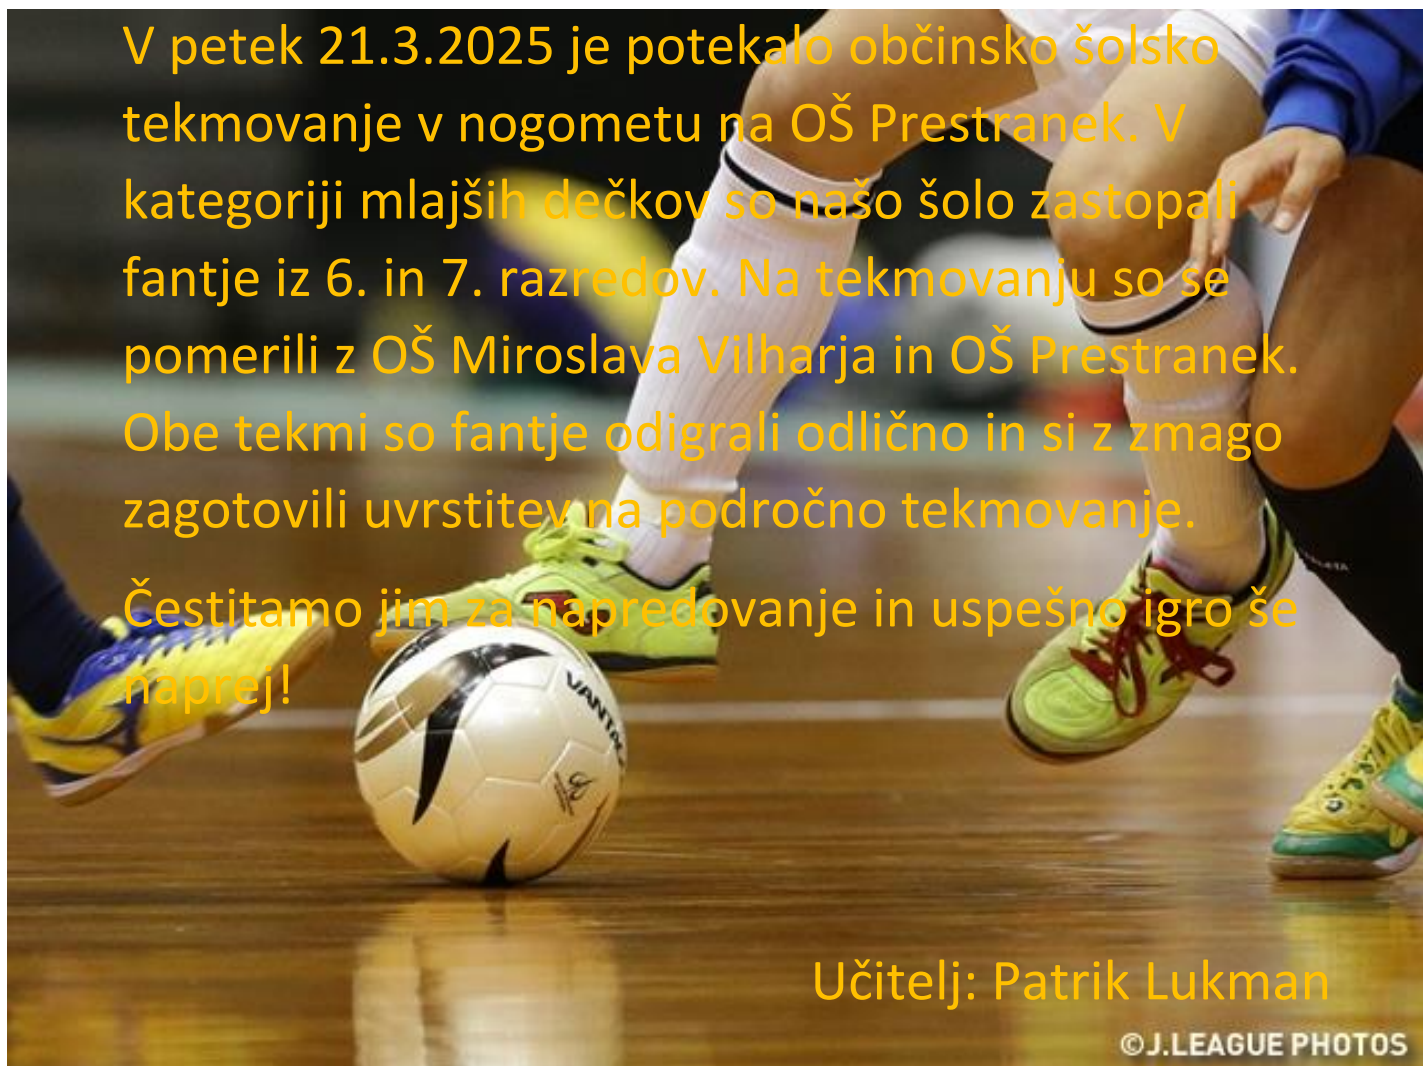 V petek 21.3.2025 je potekalo občinsko šolsko
tekmovanje v nogometu na OŠ Prestranek. V
kategoriji mlajših dečkov so našo šolo zastopali
fantje iz 6. in 7. razredov. Na tekmovanju so se
pomerili z OŠ Miroslava Vilharja in OŠ Prestranek.
Obe tekmi so fantje odigrali odlično in si z zmago
zagotovili uvrstitev na področno tekmovanje.
Čestitamo jim za napredovanje in uspešno igro še
naprej!
Učitelj: Patrik Lukman
©J.LEAGUE PHOTOS